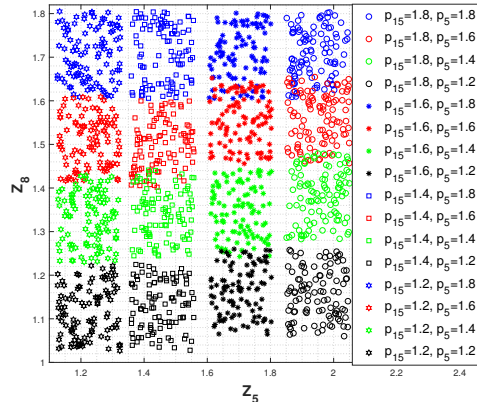 1.8
1.7
1.6
1.5
1.4
1.3
1.2
1.1
1
Z8
1.2
1.4
1.6
1.8
2
2.2
2.4
Z5
p15=1.8, p5=1.8
p15=1.8, p5=1.6
p15=1.8, p5=1.4
p15=1.8, p5=1.2
p15=1.6, p5=1.8
p15=1.6, p5=1.6
p15=1.6, p5=1.4
p15=1.6, p5=1.2
p15=1.4, p5=1.8
p15=1.4, p5=1.6
p15=1.4, p5=1.4
p15=1.4, p5=1.2
p15=1.2, p5=1.8
p15=1.2, p5=1.6
p15=1.2, p5=1.4
p15=1.2, p5=1.2